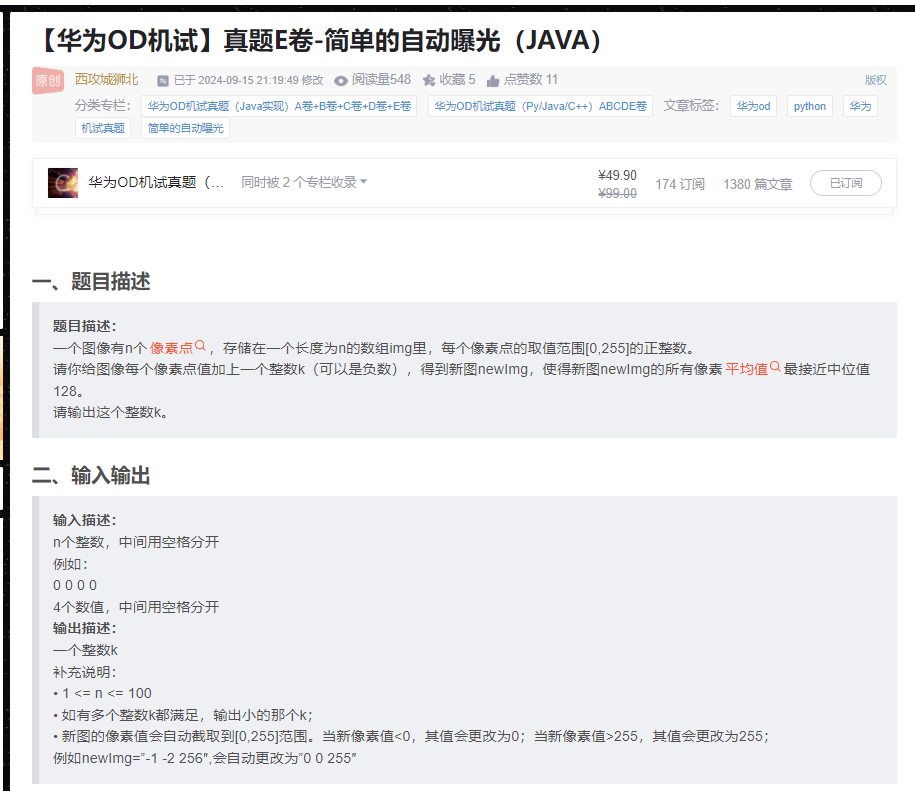 【华为OD机试】真题E卷-简单的自动曝光（JAVA）
原创 西攻城狮北 已于 2024-09-15 21:19:49 修改 阅读量548 收藏 5 点赞数 11 版权
分类专栏： 华为OD机试真题（Java实现）A卷+B卷+C卷+D卷+E卷 华为OD机试真题（Py/Java/C++）ABCDE卷 文章标签： 华为od python 华为
机试真题 简单的自动曝光
华为OD机试真题（... 同时被 2 个专栏收录 ¥49.90 ¥99.00 174 订阅 1380 篇文章 已订阅
一、题目描述
题目描述：
一个图像有n个像素点，存储在一个长度为n的数组img里，每个像素点的取值范围[0,255]的正整数。
请你给图像每个像素点值加上一个整数k（可以是负数），得到新图newImg，使得新图newImg的所有像素平均值最接近中位值
128。
请输出这个整数k。
二、输入输出
输入描述：
n个整数，中间用空格分开
例如：
0 0 0 0
4个数值，中间用空格分开
输出描述：
一个整数k
补充说明：
• 1 <= n <= 100
• 如有多个整数k都满足，输出小的那个k；
• 新图的像素值会自动截取到[0,255]范围。当新像素值<0，其值会更改为0；当新像素值>255，其值会更改为255；
例如newImg=”-1 -2 256″,会自动更改为”0 0 255″